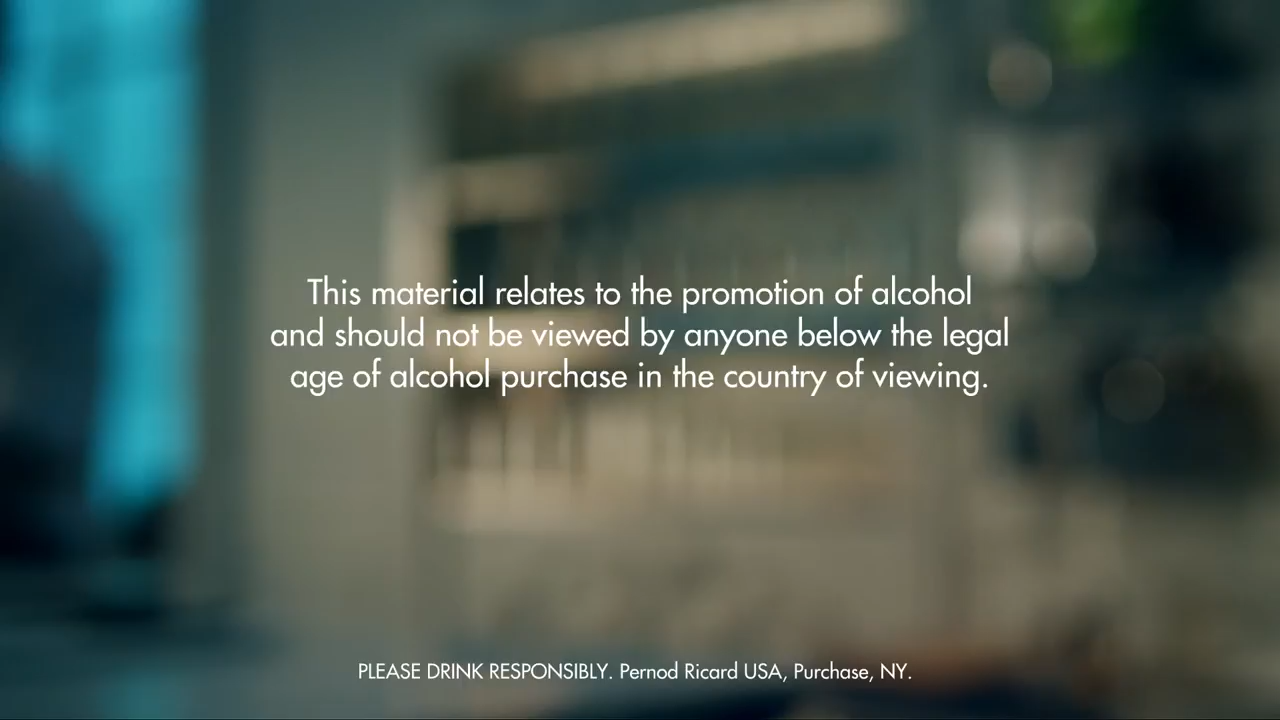 This material relates to the promotion of alcohol
and should not be viewed by anyone below the legal
age of alcohol purchase in the country of viewing.
PLEASE DRINK RESPONSIBLY. Pernod Ricard USA, Purchase, NY.